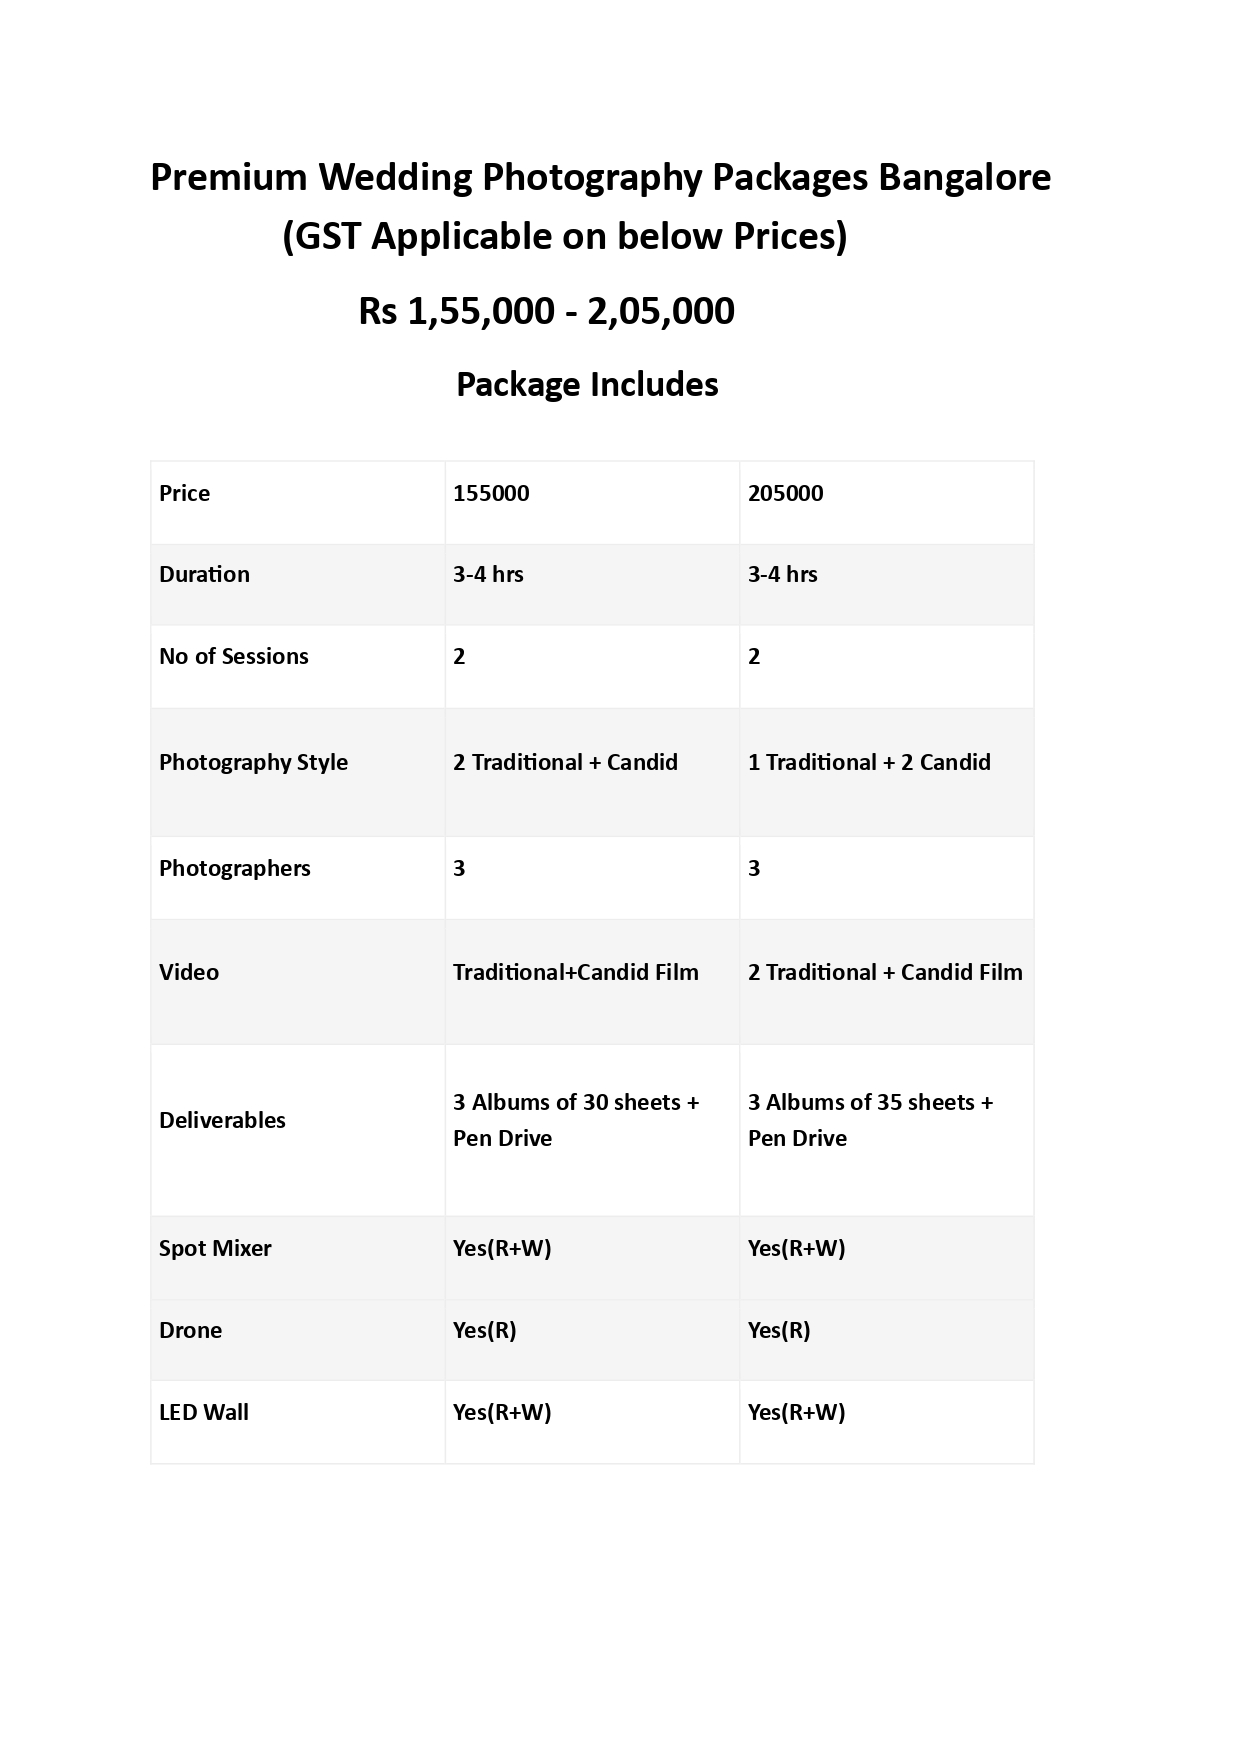 Premium Wedding Photography Packages Bangalore
(GST Applicable on below Prices)
Rs 1,55,000 - 2,05,000
Package Includes
Price 155000 205000
Duration 3-4 hrs 3-4 hrs
No of Sessions 2 2
Photography Style 2 Traditional + Candid 1 Traditional + 2 Candid
Photographers 3 3
Video Traditional+Candid Film 2 Traditional + Candid Film
Deliverables 3 Albums of 30 sheets + Pen Drive 3 Albums of 35 sheets + Pen Drive
Spot Mixer Yes(R+W) Yes(R+W)
Drone Yes(R) Yes(R)
LED Wall Yes(R+W) Yes(R+W)